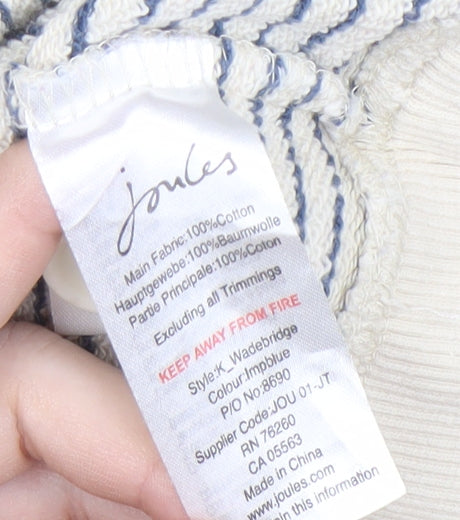 Joules
Main Fabric:100%Cotton
Hauptgewebe:100%Baumwolle
Partie Principale:100%Coton
Excluding all Trimmings
KEEP AWAY FROM FIRE
Style:K_Wadebridge
Colour:Impblue
P/O No:8690
Supplier Code:JOU 01-JT
RN 76260
CA 05563
Made in China
www.joules.com
this information